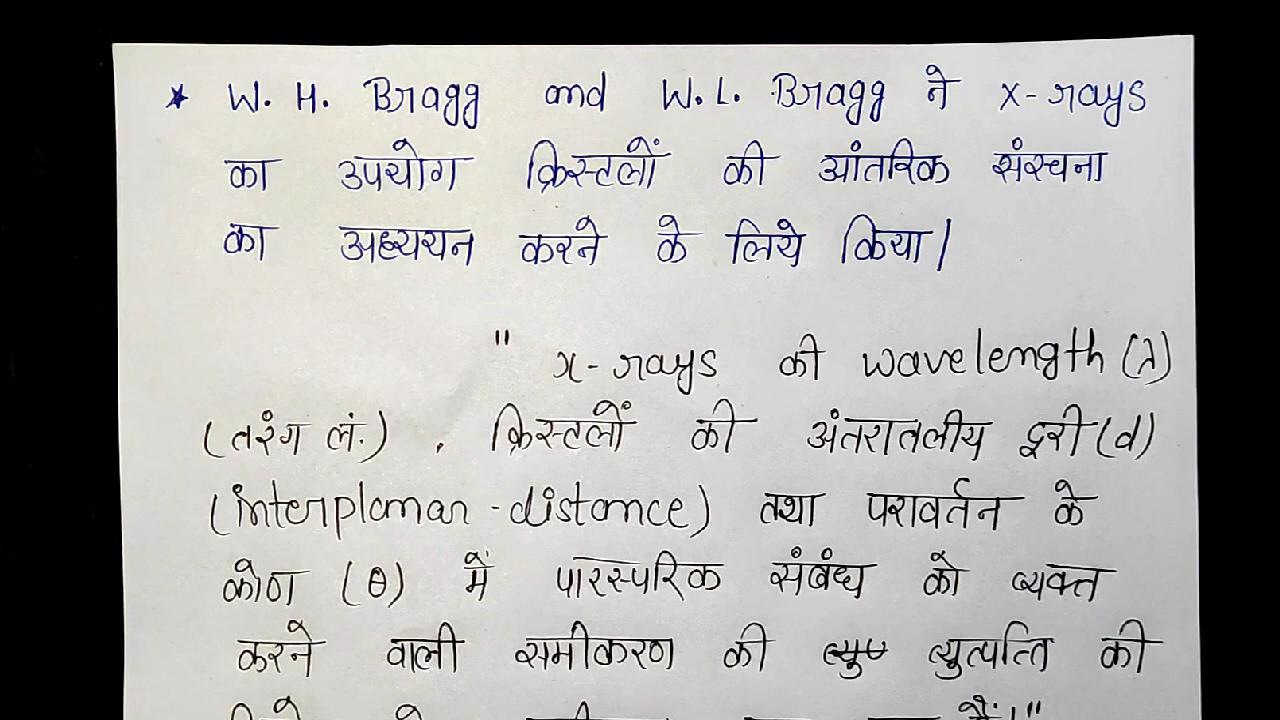 * W. H. Bragg and W. L. Bragg ने X-rays
का उपयोग क्रिस्टलों की आंतरिक संरचना
का अध्ययन करने के लिये किया।
" x-rays की wavelength (λ)
(तरंग लं.) , क्रिस्टलों की अंतरातलीय दूरी (d)
(interplanar-distance) तथा परावर्तन के
कोण (θ) में पारस्परिक संबंध को व्यक्त
करने वाली समीकरण की व्युत्पत्ति की